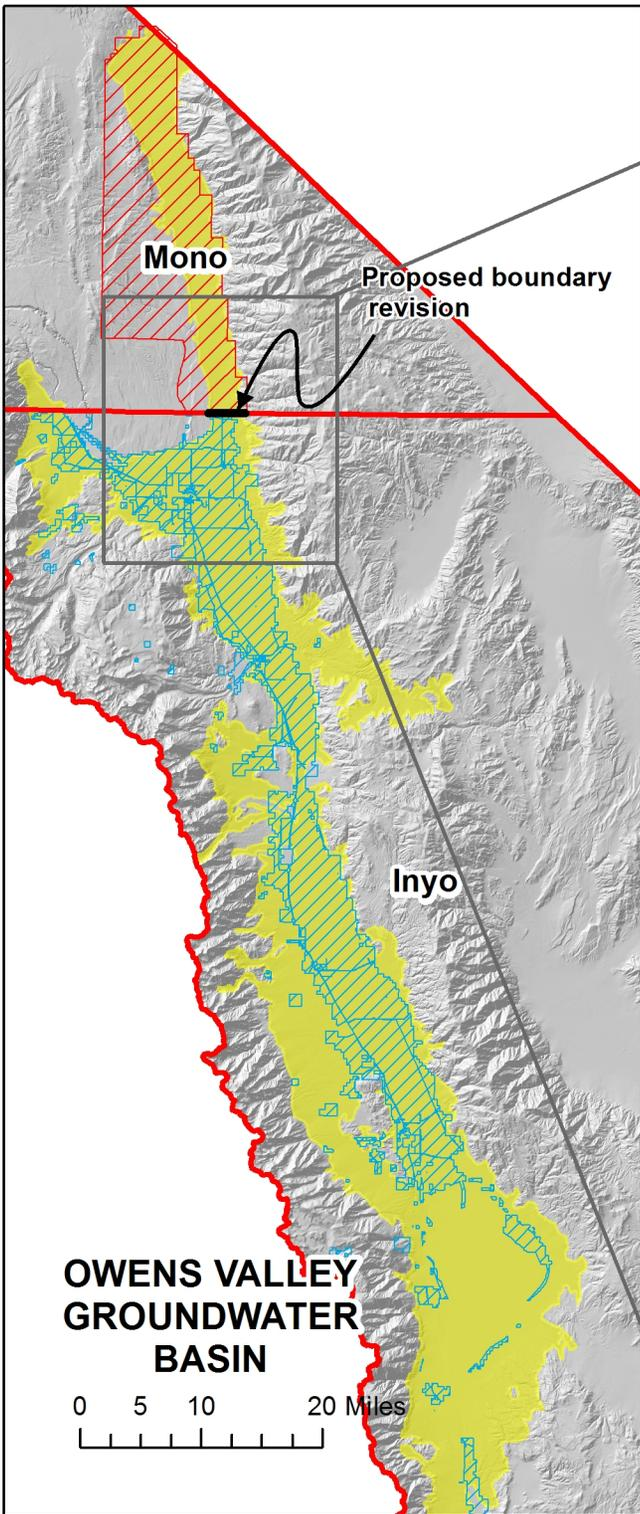 Mono
Proposed boundary
revision
Inyo
OWENS VALLEY
GROUNDWATER
BASIN
0 5 10 20 Miles